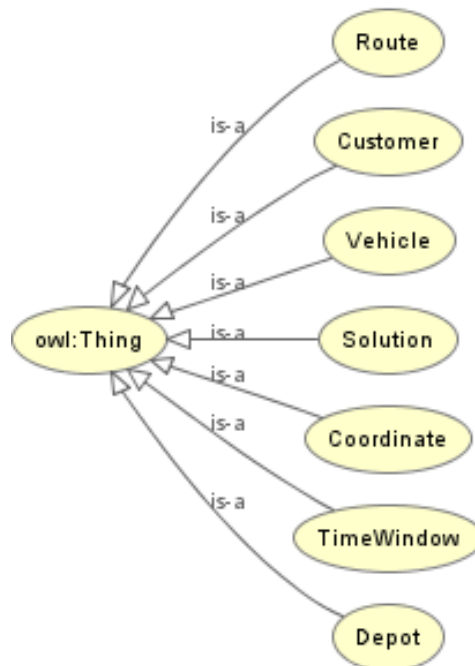 Route
is-a
Customer
is-a
Vehicle
is-a
owl:Thing
is-a
Solution
is-a
Coordinate
is-a
TimeWindow
is-a
Depot